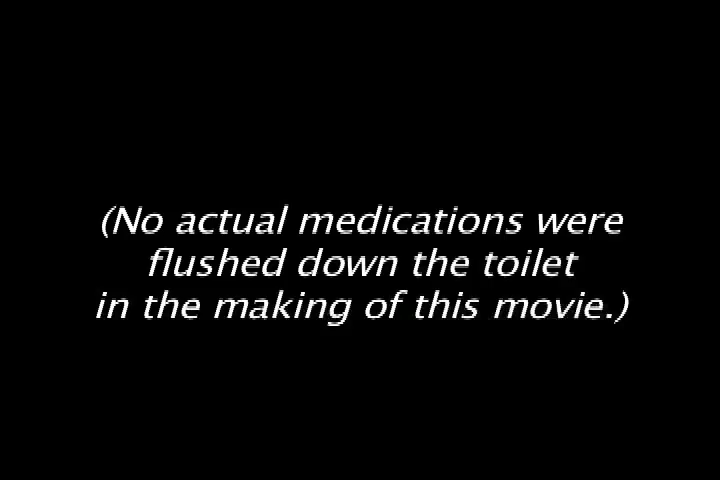 (No actual medications were
flushed down the toilet
in the making of this movie.)